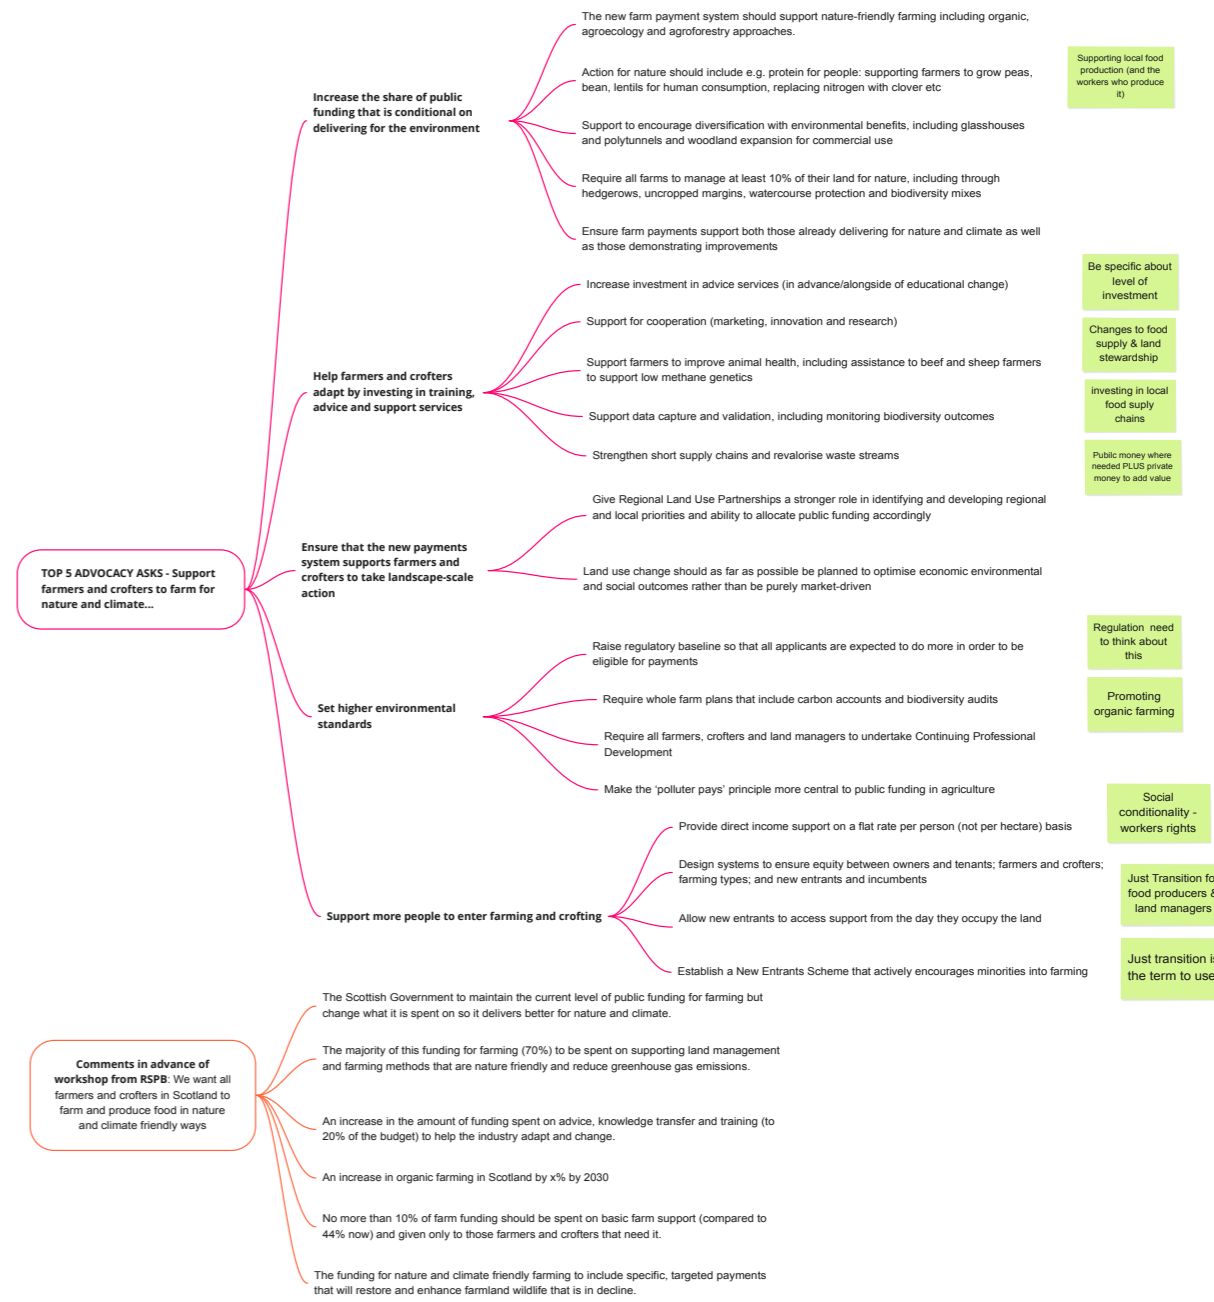 The new farm payment system should support nature-friendly farming including organic,
agroecology and agroforestry approaches.
Supporting local food
production (and the
workers who produce
it)
Action for nature should include e.g. protein for people: supporting farmers to grow peas,
bean, lentils for human consumption, replacing nitrogen with clover etc
Increase the share of public
funding that is conditional on
delivering for the environment
Support to encourage diversification with environmental benefits, including glasshouses
and polytunnels and woodland expansion for commercial use
Require all farms to manage at least 10% of their land for nature, including through
hedgerows, uncropped margins, watercourse protection and biodiversity mixes
Ensure farm payments support both those already delivering for nature and climate as well
as those demonstrating improvements
Increase investment in advice services (in advance/alongside of educational change)
Be specific about
level of
investment
Support for cooperation (marketing, innovation and research)
Changes to food
supply & land
stewardship
Help farmers and crofters
adapt by investing in training,
advice and support services
Support farmers to improve animal health, including assistance to beef and sheep farmers
to support low methane genetics
investing in local
food suply
chains
Support data capture and validation, including monitoring biodiversity outcomes
Strengthen short supply chains and revalorise waste streams
Public money where
needed PLUS private
money to add value
Give Regional Land Use Partnerships a stronger role in identifying and developing regional
and local priorities and ability to allocate public funding accordingly
Ensure that the new payments
system supports farmers and
crofters to take landscape-scale
action
Land use change should as far as possible be planned to optimise economic environmental
and social outcomes rather than be purely market-driven
TOP 5 ADVOCACY ASKS - Support
farmers and crofters to farm for
nature and climate...
Raise regulatory baseline so that all applicants are expected to do more in order to be
eligible for payments
Regulation need
to think about
this
Set higher environmental
standards
Require whole farm plans that include carbon accounts and biodiversity audits
Promoting
organic farming
Require all farmers, crofters and land managers to undertake Continuing Professional
Development
Make the ‘polluter pays’ principle more central to public funding in agriculture
Social
conditionality -
workers rights
Provide direct income support on a flat rate per person (not per hectare) basis
Design systems to ensure equity between owners and tenants; farmers and crofters;
farming types; and new entrants and incumbents
Just Transition fo
food producers &
land managers
Support more people to enter farming and crofting
Allow new entrants to access support from the day they occupy the land
Establish a New Entrants Scheme that actively encourages minorities into farming
Just transition is
the term to use
The Scottish Government to maintain the current level of public funding for farming but
change what it is spent on so it delivers better for nature and climate.
The majority of this funding for farming (70%) to be spent on supporting land management
and farming methods that are nature friendly and reduce greenhouse gas emissions.
Comments in advance of
workshop from RSPB: We want all
farmers and crofters in Scotland to
farm and produce food in nature
and climate friendly ways
An increase in the amount of funding spent on advice, knowledge transfer and training (to
20% of the budget) to help the industry adapt and change.
An increase in organic farming in Scotland by x% by 2030
No more than 10% of farm funding should be spent on basic farm support (compared to
44% now) and given only to those farmers and crofters that need it.
The funding for nature and climate friendly farming to include specific, targeted payments
that will restore and enhance farmland wildlife that is in decline.